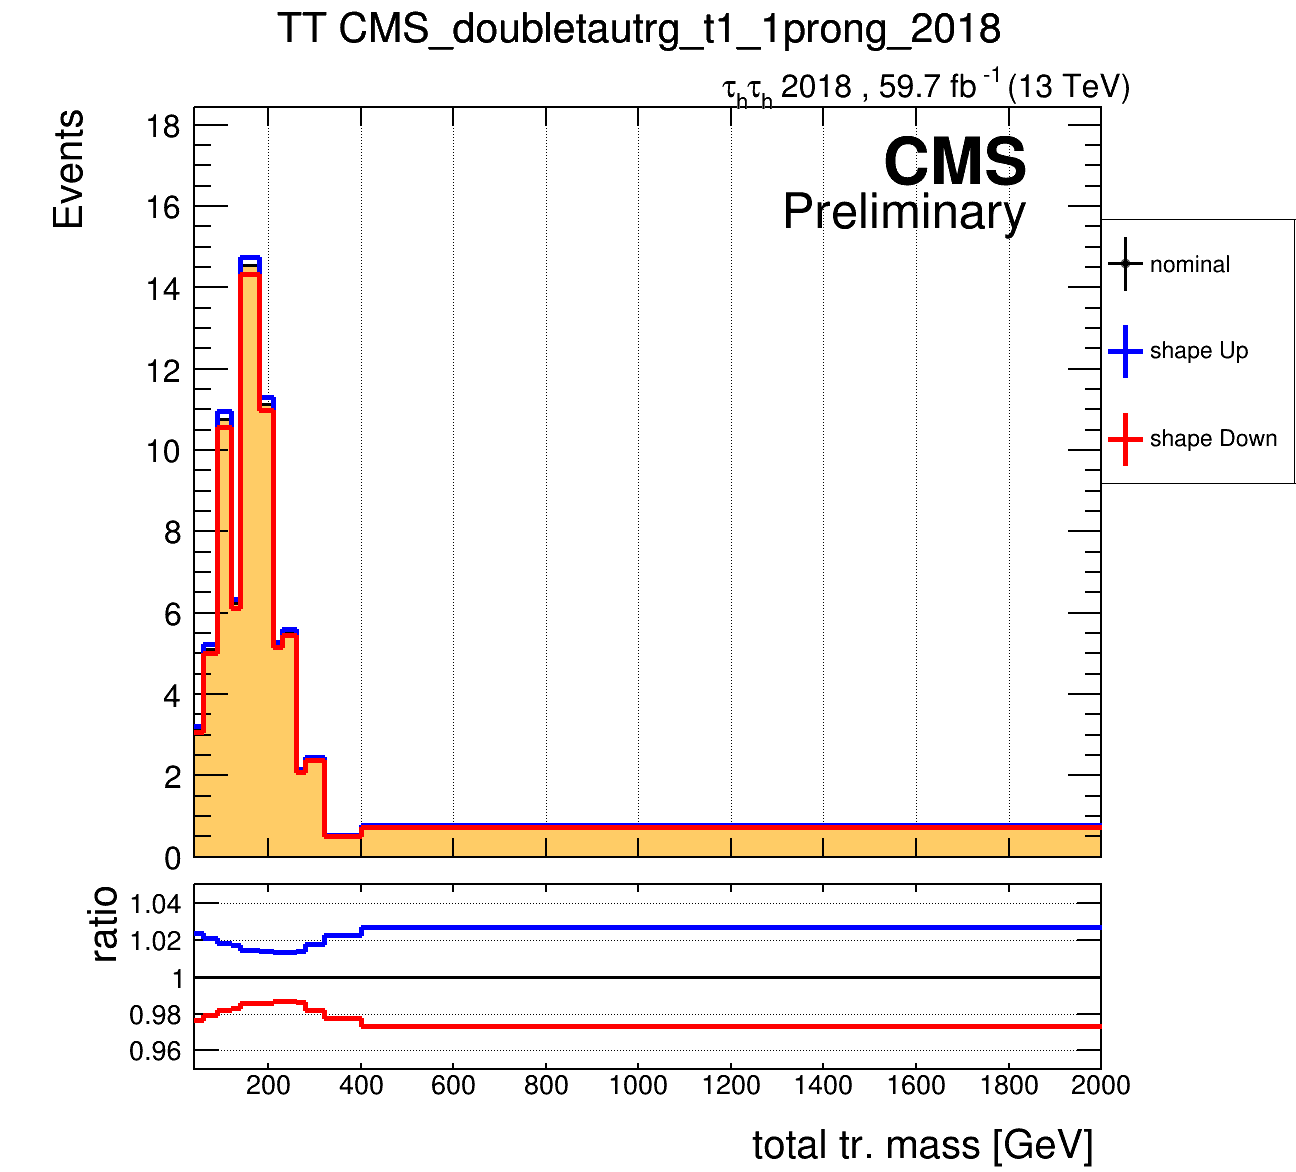 TT CMS_doubletautrg_t1_1prong_2018
τhτh 2018 , 59.7 fb-1 (13 TeV)
Events
CMS
Preliminary
18
16
14
12
10
8
6
4
2
0
nominal
shape Up
shape Down
ratio
1.04
1.02
1
0.98
0.96
200 400 600 800 1000 1200 1400 1600 1800 2000
total tr. mass [GeV]